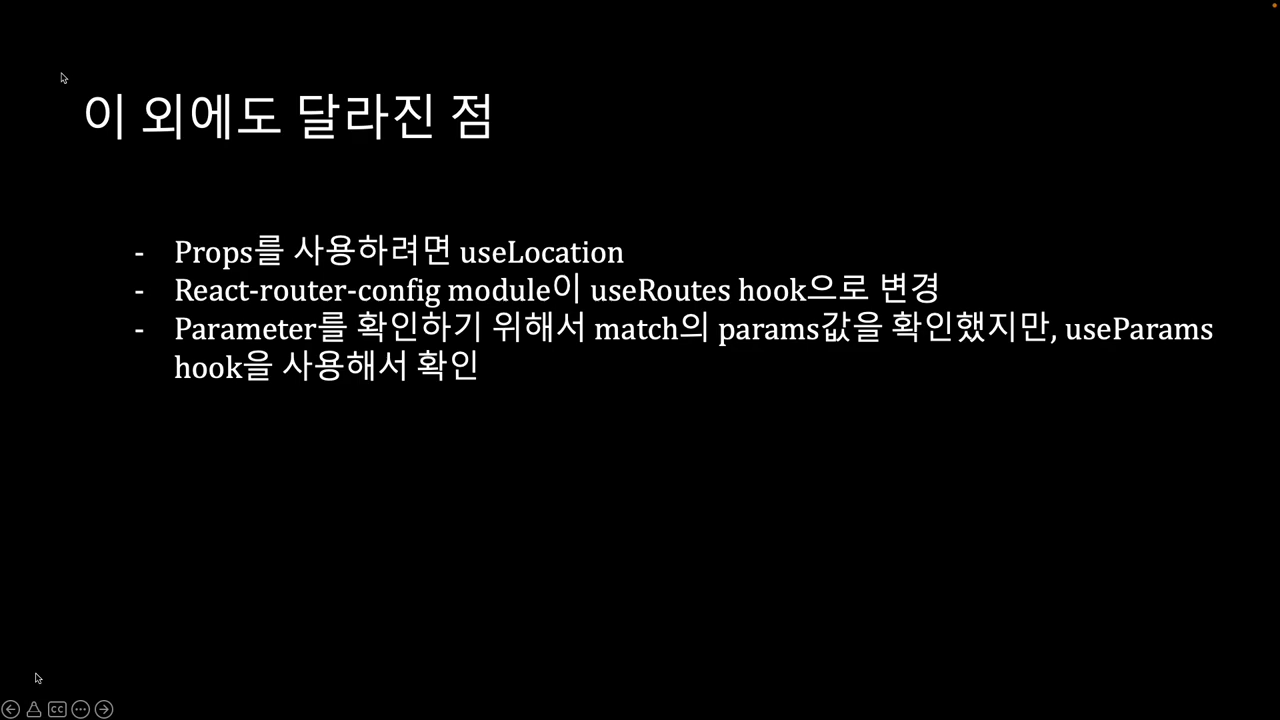 이 외에도 달라진 점
- Props를 사용하려면 useLocation
- React-router-config module이 useRoutes hook으로 변경
- Parameter를 확인하기 위해서 match의 params값을 확인했지만, useParams
hook을 사용해서 확인
CC